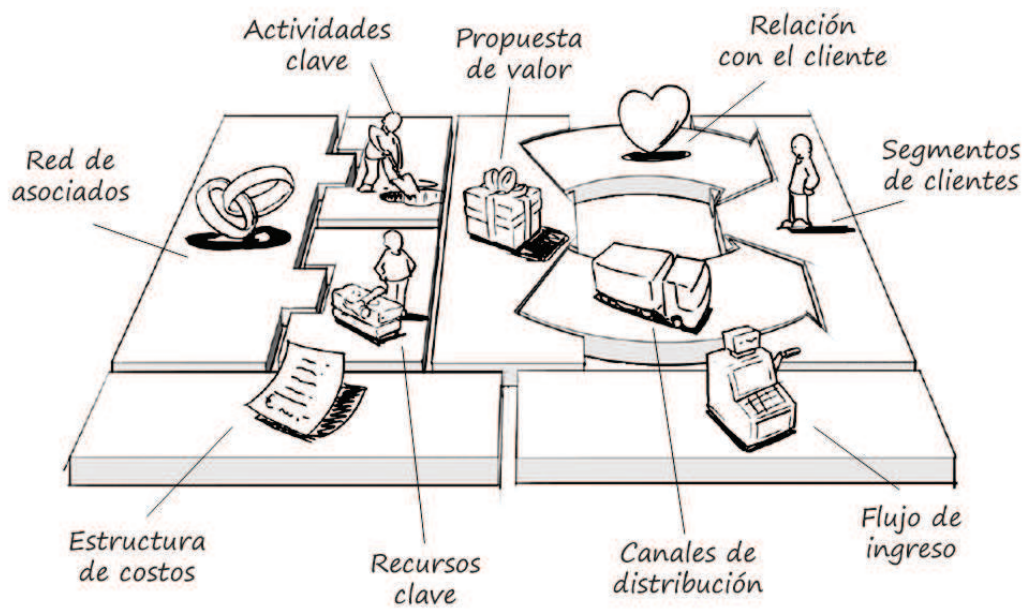 Actividades
clave
Propuesta
de valor
Relación
con el cliente
Red de
asociados
Segmentos
de clientes
Estructura
de costos
Recursos
clave
Canales de
distribución
Flujo de
ingreso